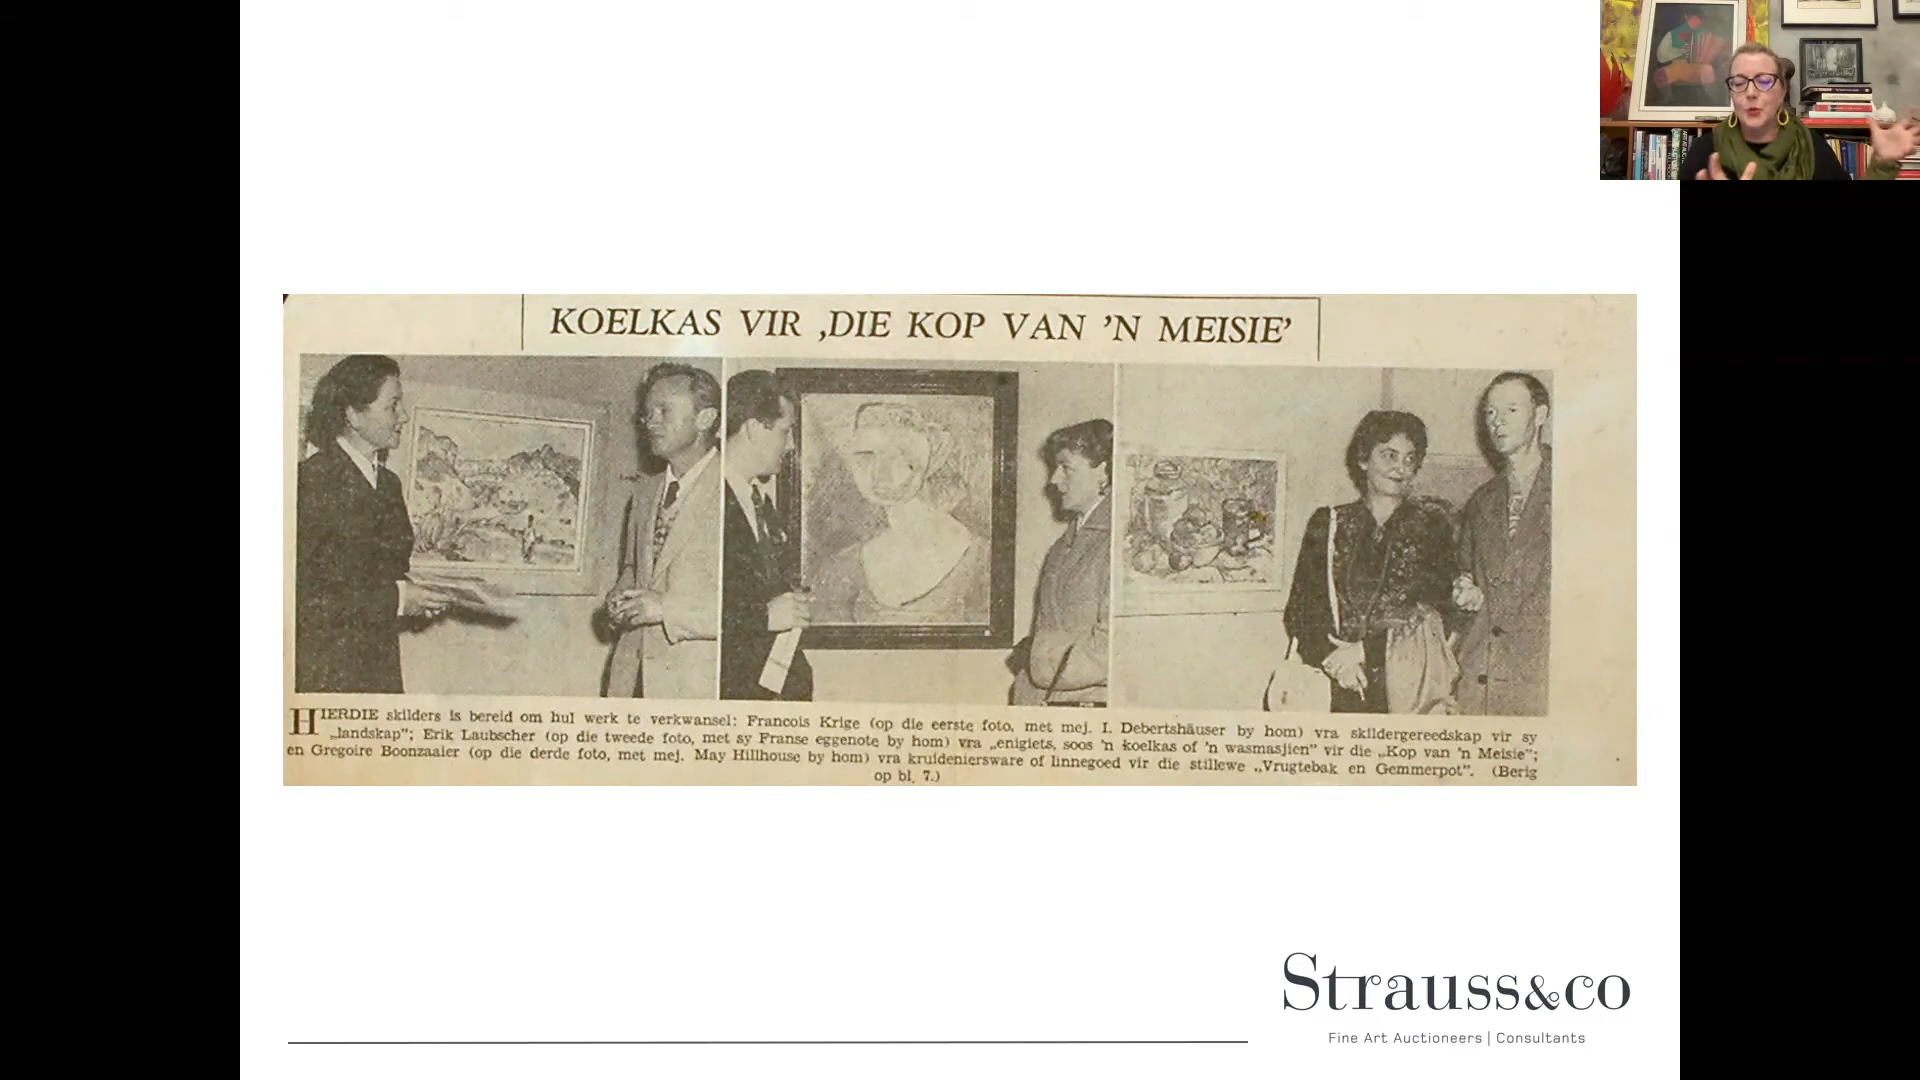 KOELKAS VIR ‚DIE KOP VAN 'N MEISIE'
HIERDIE skilders is bereid om hul werk te verkwansel: Francois Krige (op die eerste foto, met mej. I. Debertshäuser by hom) vra skildergereedskap vir sy
„landskap"; Erik Laubscher (op die tweede foto, met sy Franse eggenote by hom) vra „enigiets, soos 'n koelkas of 'n wasmasjien" vir die „Kop van 'n Meisie";
en Gregoire Boonzaaier (op die derde foto, met mej. May Hillhouse by hom) vra kruideniersware of linnegoed vir die stillewe „Vrugtebak en Gemmerpot". (Berig
op bl. 7.)
Strauss&co
Fine Art Auctioneers | Consultants